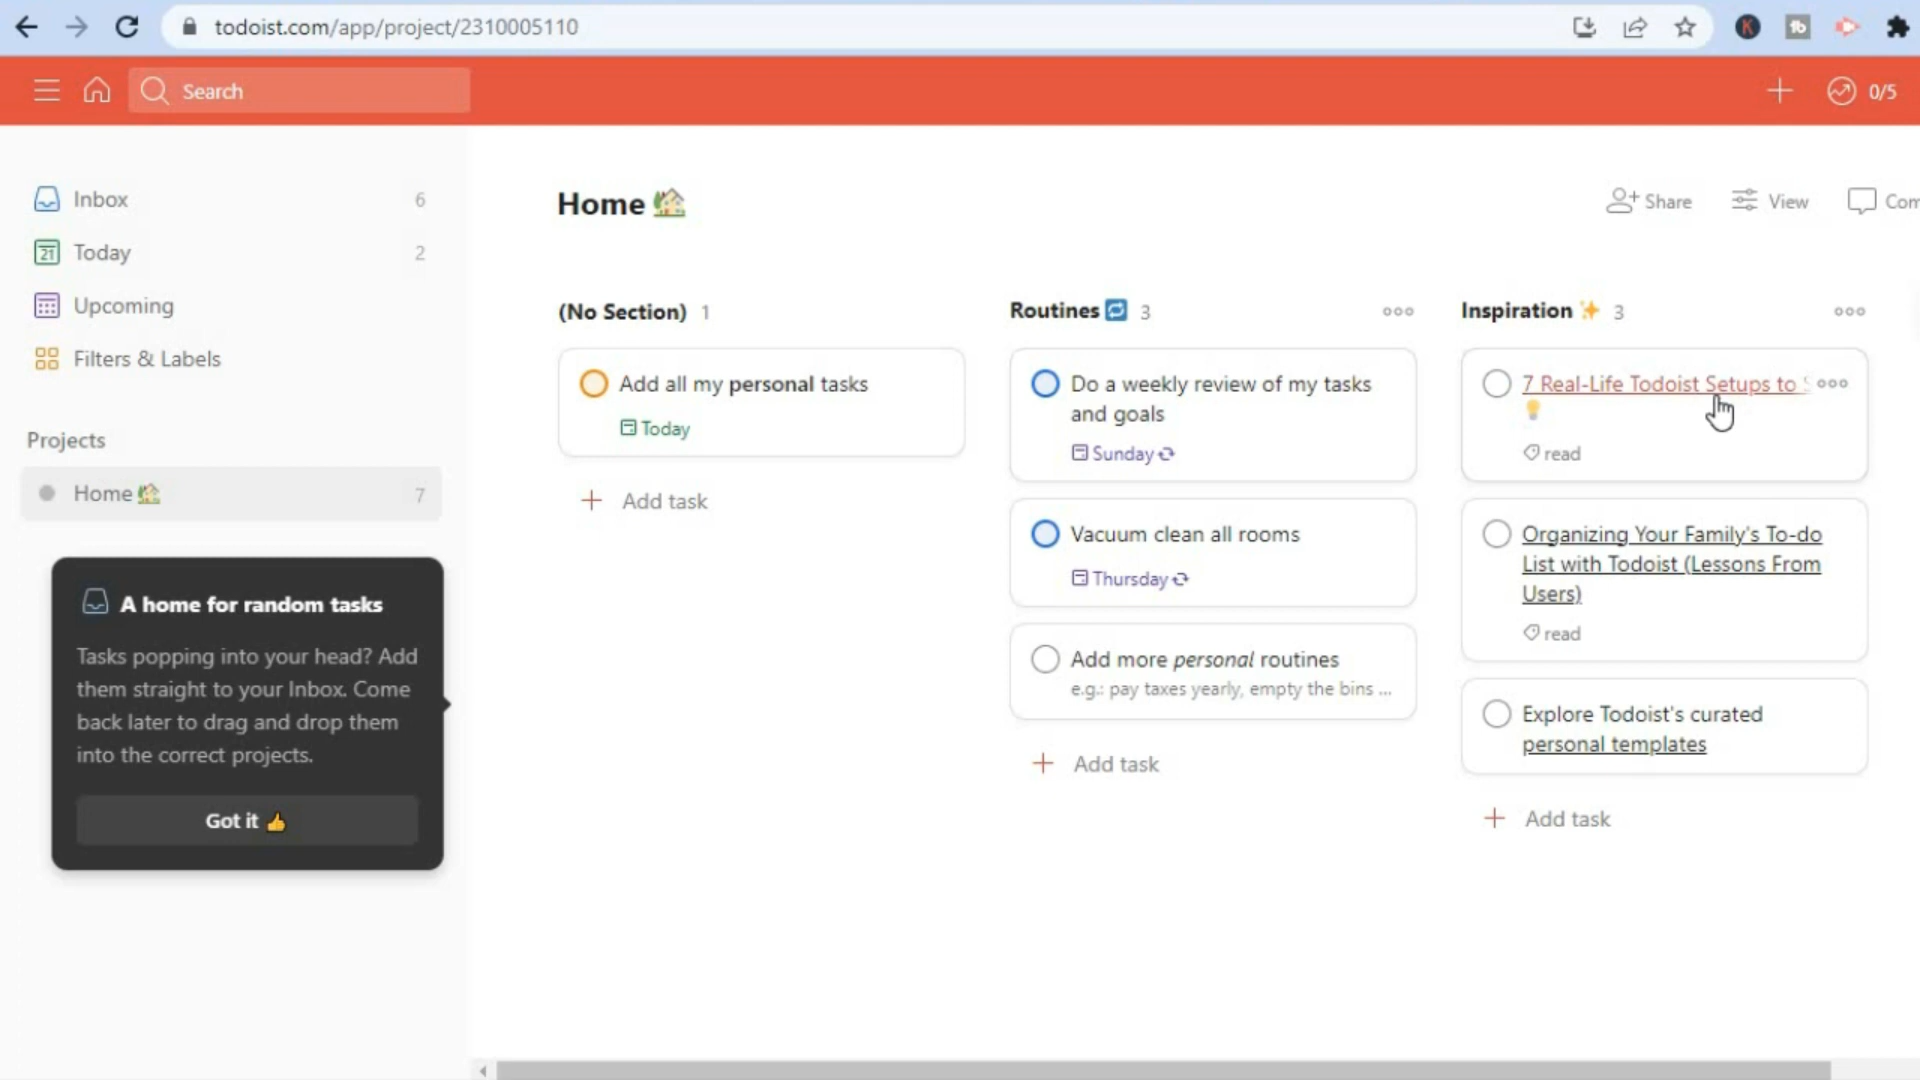 todoist.com/app/project/2310005110
Search
0/5
Inbox 6
21 Today 2
Upcoming
Filters & Labels
Projects
Home 🏡 7
A home for random tasks
Tasks popping into your head? Add
them straight to your Inbox. Come
back later to drag and drop them
into the correct projects.
Got it 👍
Home 🏡
Share
View
Com
(No Section) 1
Add all my personal tasks
Today
Add task
Routines 🔁 3
Do a weekly review of my tasks
and goals
Sunday
Vacuum clean all rooms
Thursday
Add more personal routines
e.g.: pay taxes yearly, empty the bins ...
Add task
Inspiration ✨ 3
7 Real-Life Todoist Setups to
💡
read
Organizing Your Family's To-do
List with Todoist (Lessons From
Users)
read
Explore Todoist's curated
personal templates
Add task